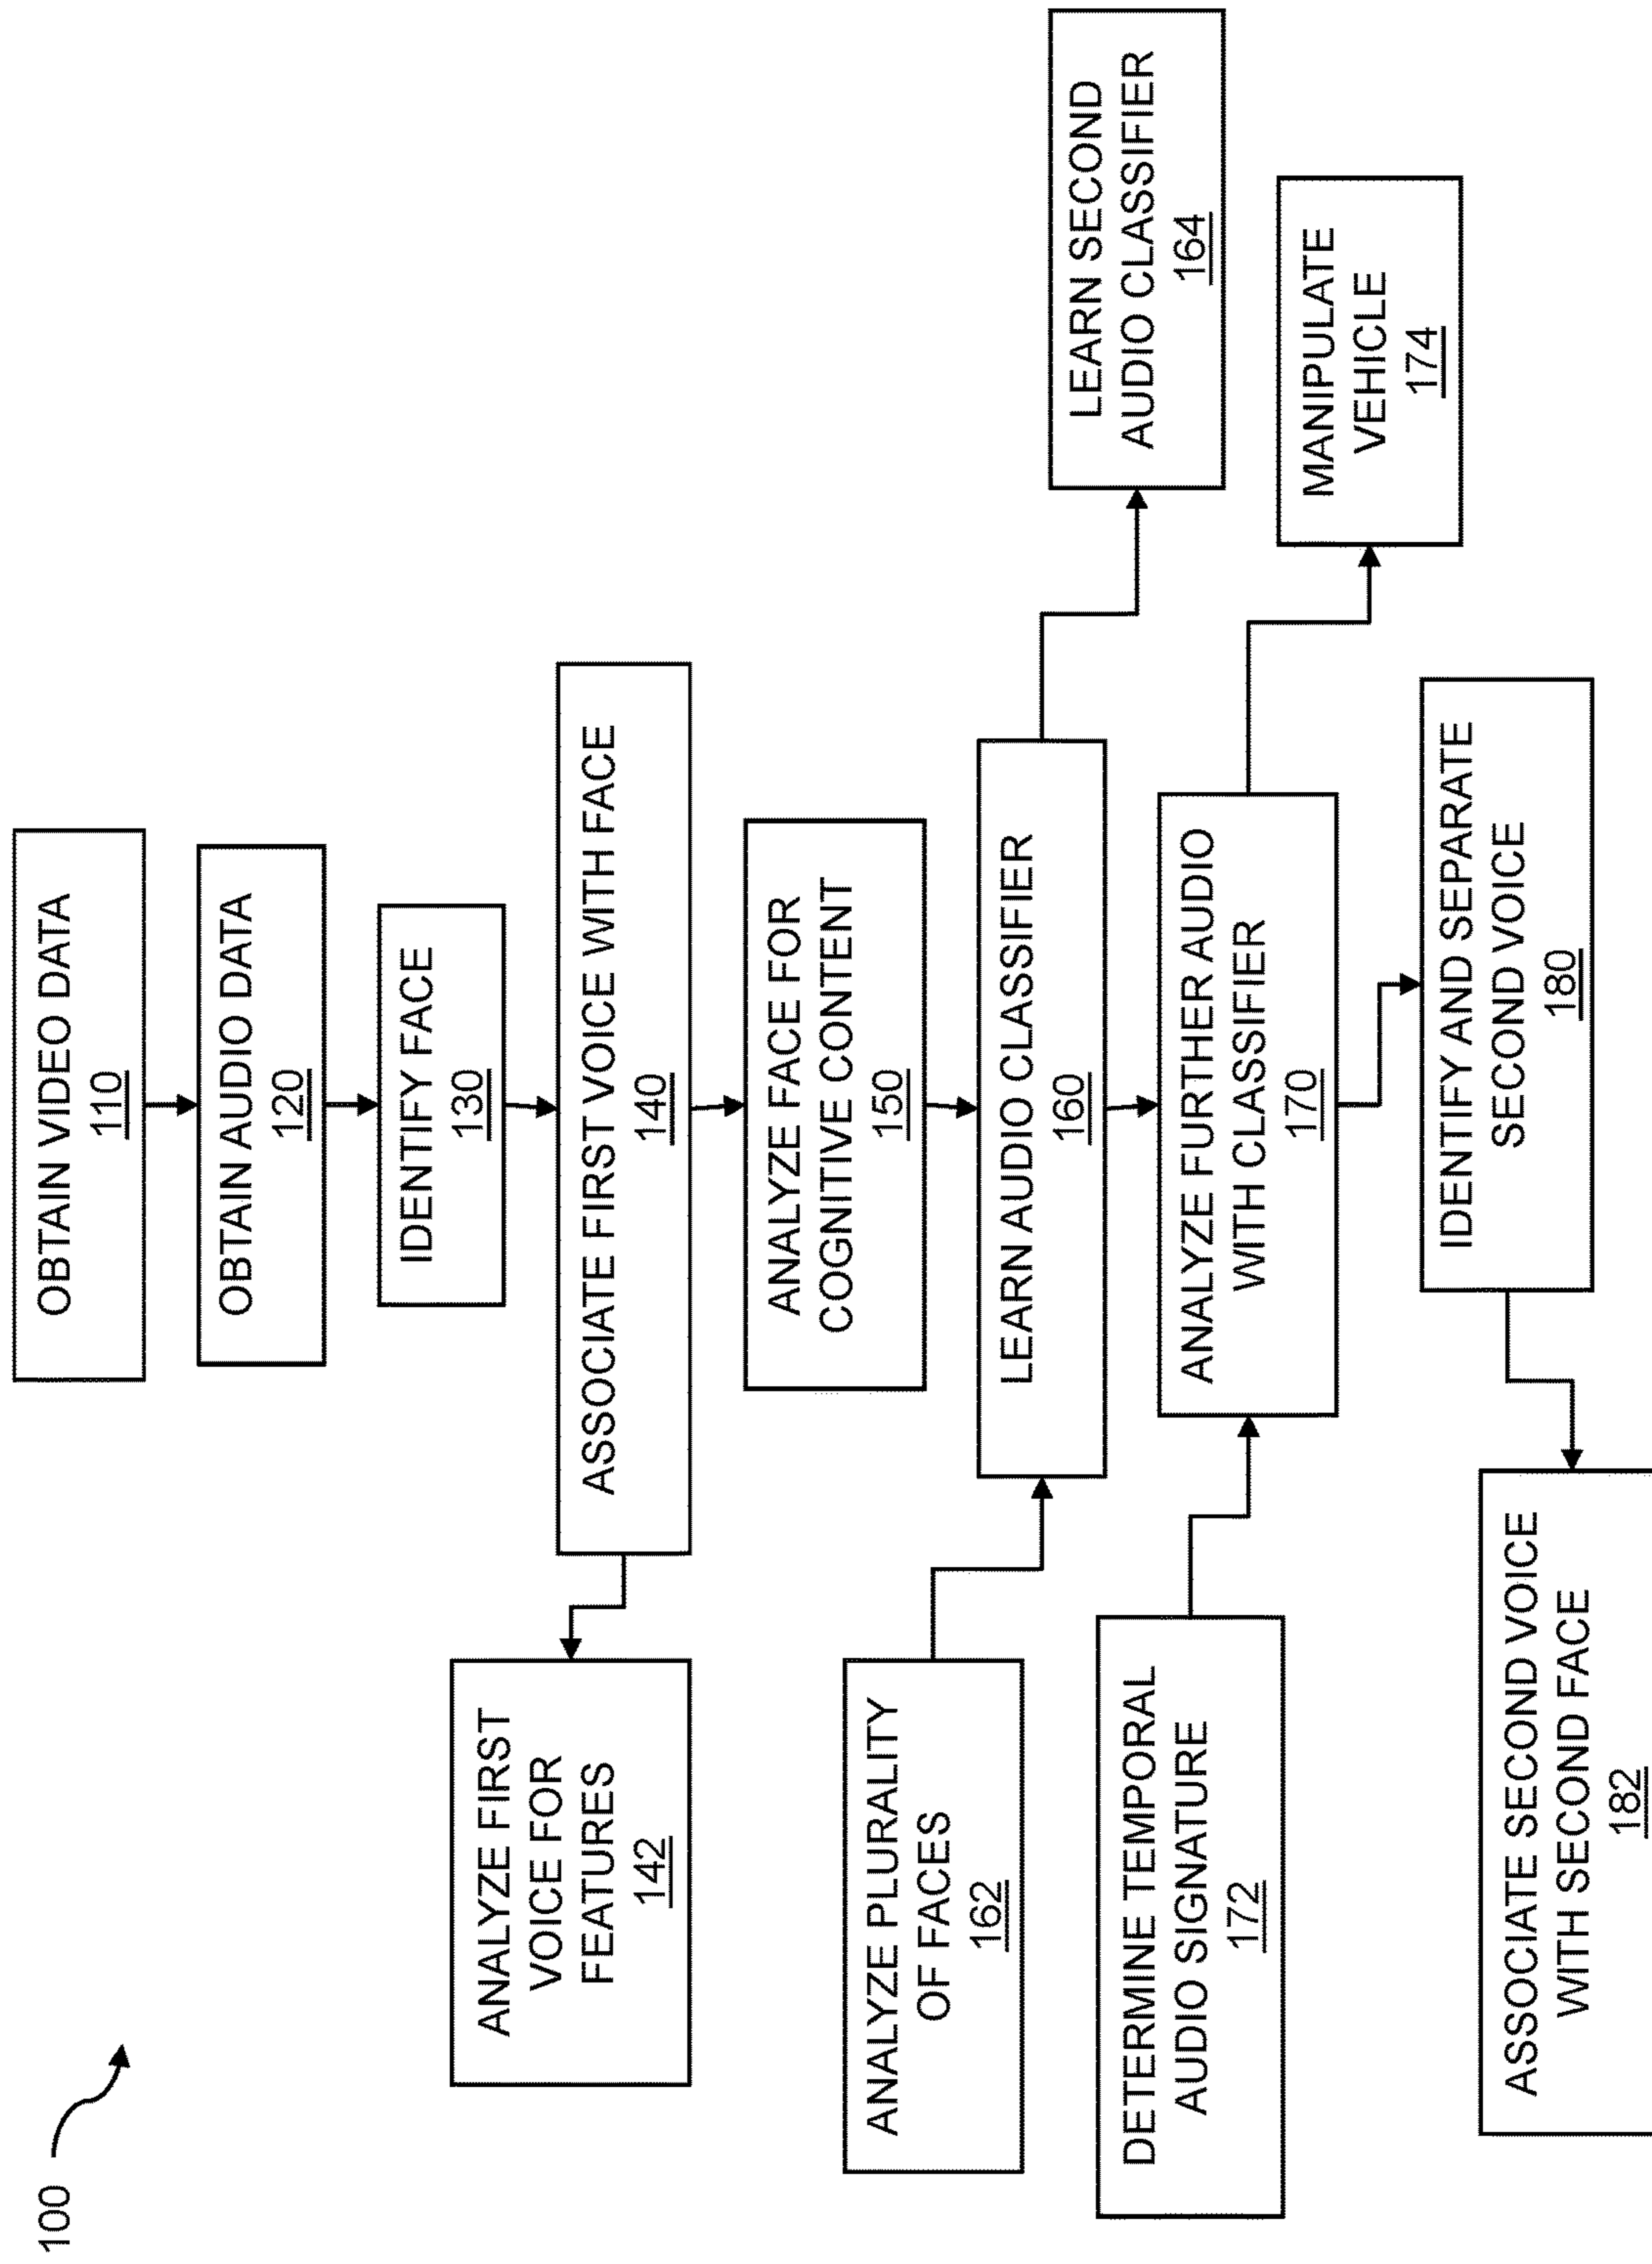 100
OBTAIN VIDEO DATA
110
OBTAIN AUDIO DATA
120
IDENTIFY FACE
130
ASSOCIATE FIRST VOICE WITH FACE
140
ANALYZE FIRST
VOICE FOR
FEATURES
142
ANALYZE FACE FOR
COGNITIVE CONTENT
150
ANALYZE PLURALITY
OF FACES
162
LEARN AUDIO CLASSIFIER
160
LEARN SECOND
AUDIO CLASSIFIER
164
DETERMINE TEMPORAL
AUDIO SIGNATURE
172
ANALYZE FURTHER AUDIO
WITH CLASSIFIER
170
MANIPULATE
VEHICLE
174
IDENTIFY AND SEPARATE
SECOND VOICE
180
ASSOCIATE SECOND VOICE
WITH SECOND FACE
182